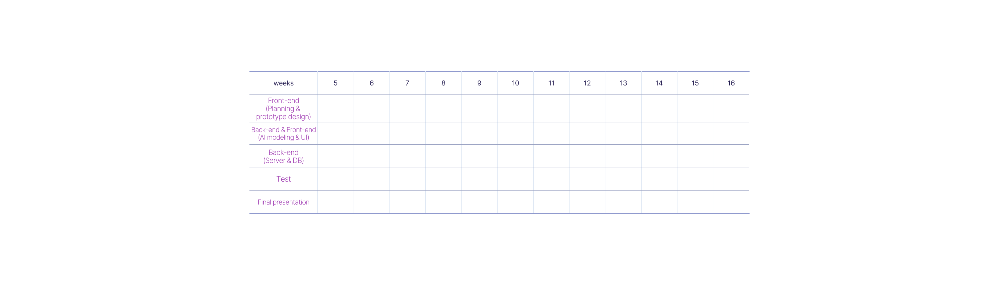 weeks 5 6 7 8 9 10 11 12 13 14 15 16
Front-end
(Planning &
prototype design)
Back-end & Front-end
(AI modeling & UI)
Back-end
(Server & DB)
Test
Final presentation